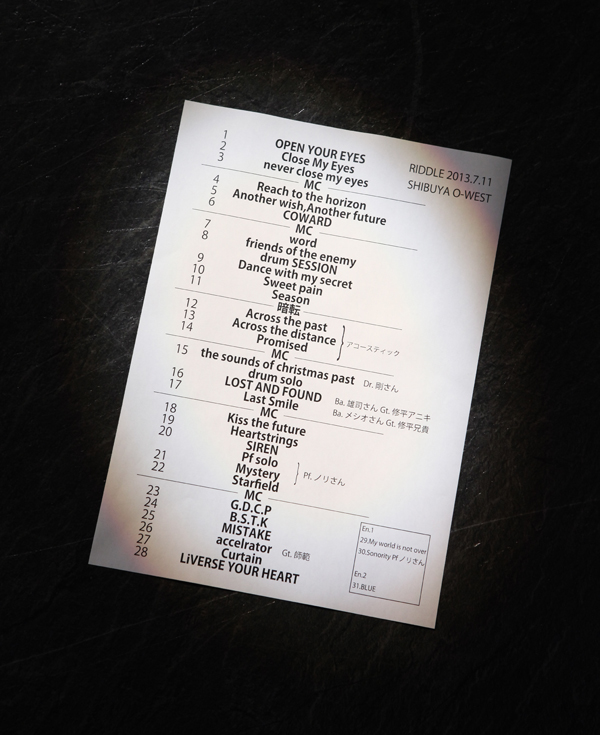 RIDDLE 2013.7.11
SHIBUYA O-WEST
1 OPEN YOUR EYES
2 Close My Eyes
3 never close my eyes
MC
4 Reach to the horizon
5 Another wish,Another future
6 COWARD
MC
7 word
8 friends of the enemy
drum SESSION
9 Dance with my secret
10 Sweet pain
11 Season
暗転
12 Across the past
13 Across the distance
14 Promised
アコースティック
MC
15 the sounds of christmas past
drum solo Dr. 剛さん
16 LOST AND FOUND Ba. 雄司さん Gt. 修平アニキ
17 Last Smile Ba. メシオさん Gt. 修平兄貴
MC
18 Kiss the future
19 Heartstrings
20 SIREN
Pf solo
21 Mystery
22 Starfield
Pf. ノリさん
MC
23 G.D.C.P
24 B.S.T.K
25 MISTAKE
26 accelrator
27 Curtain Gt. 師範
28 LiVERSE YOUR HEART
En.1
29.My world is not over
30.Sonority Pf ノリさん
En.2
31.BLUE